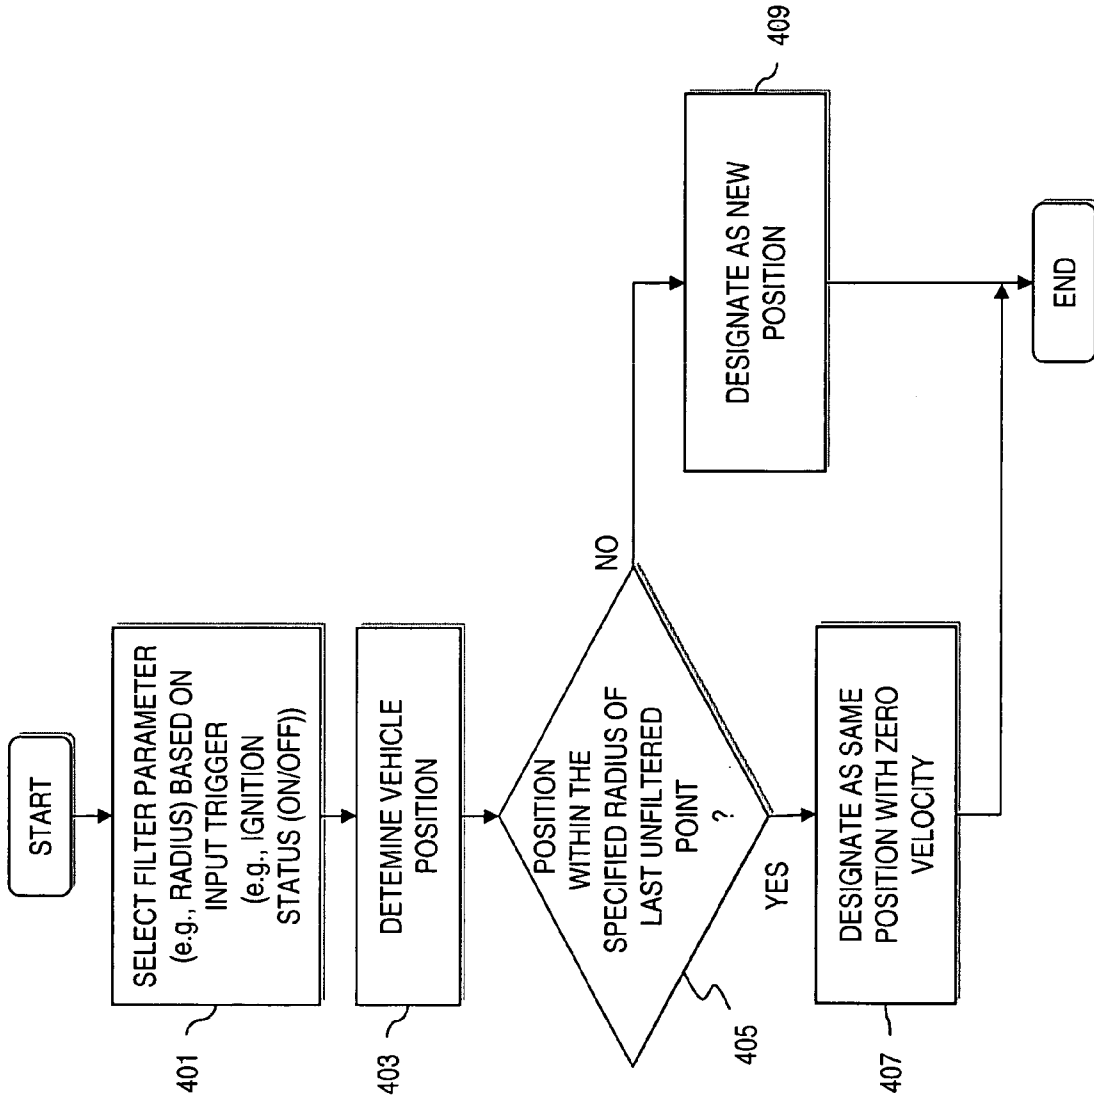 START
SELECT FILTER PARAMETER
(e.g., RADIUS) BASED ON
INPUT TRIGGER
(e.g., IGNITION
STATUS (ON/OFF))
401
DETEMINE VEHICLE
POSITION
403
POSITION
WITHIN THE
SPECIFIED RADIUS OF
LAST UNFILTERED
POINT
?
405
NO
YES
DESIGNATE AS SAME
POSITION WITH ZERO
VELOCITY
407
DESIGNATE AS NEW
POSITION
409
END